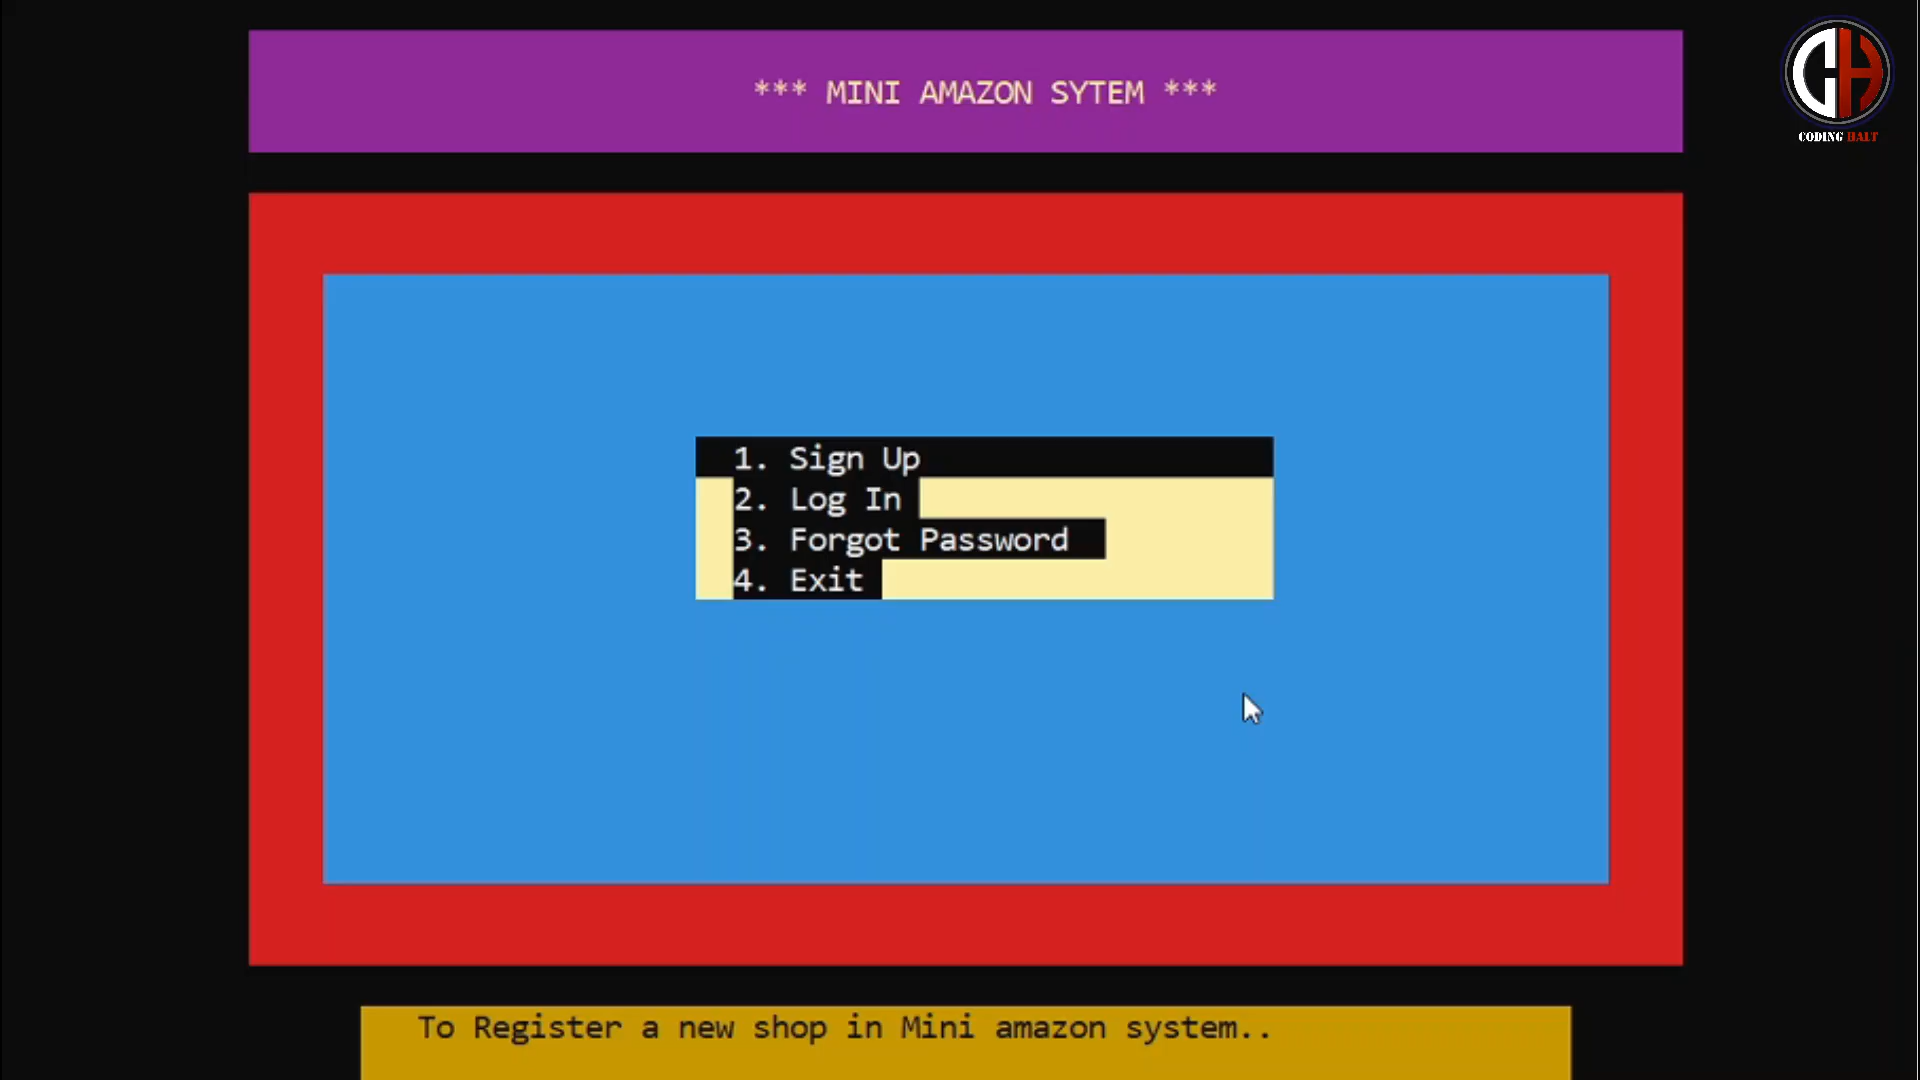 *** MINI AMAZON SYTEM ***
CODING HALT
1. Sign Up
2. Log In
3. Forgot Password
4. Exit
To Register a new shop in Mini amazon system..